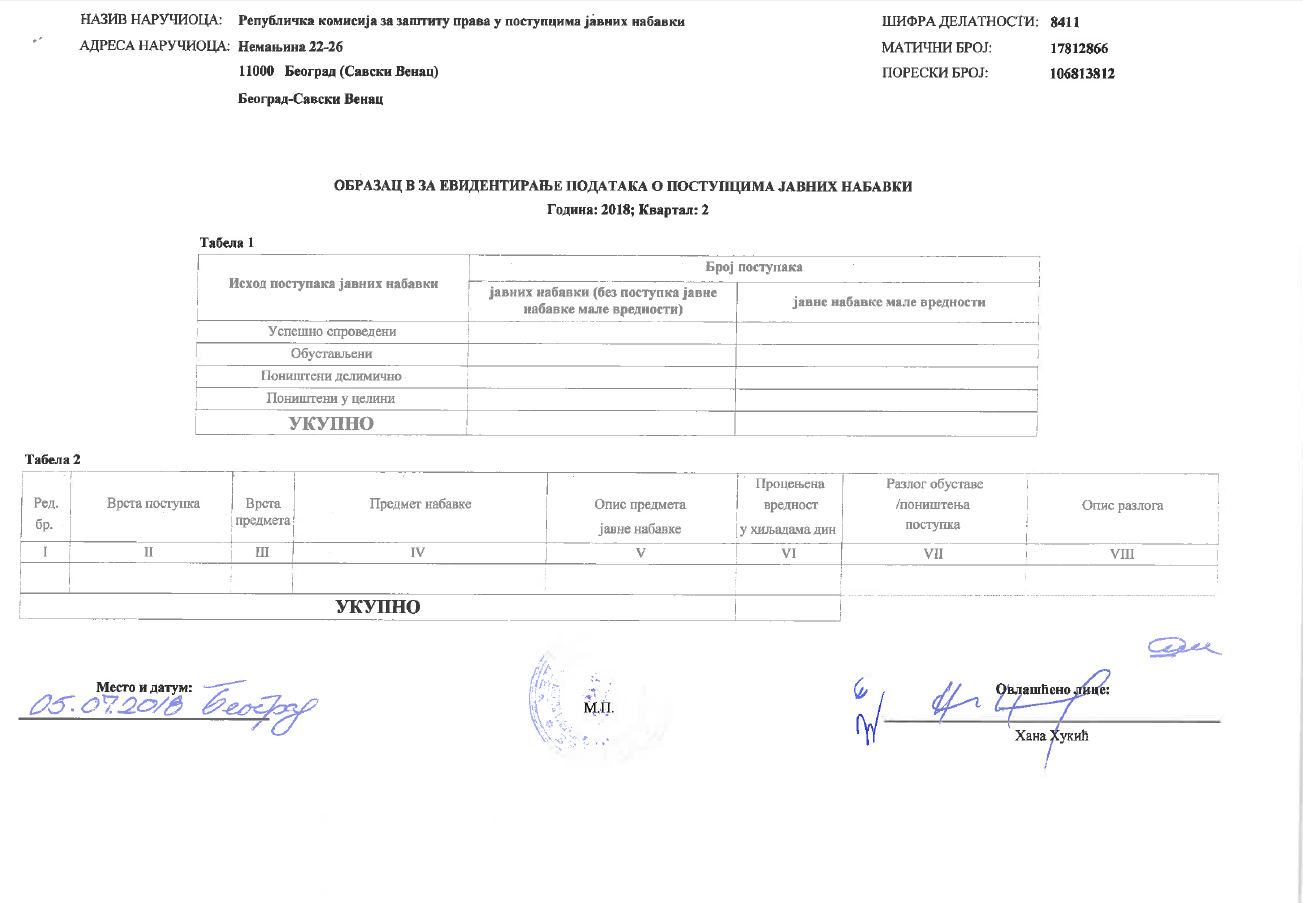 НАЗИВ НАРУЧИОЦА: Републичка комисија за заштиту права у поступцима јавних набавки
АДРЕСА НАРУЧИОЦА: Немањина 22-26
11000 Београд (Савски Венац)
Београд-Савски Венац
ШИФРА ДЕЛАТНОСТИ: 8411
МАТИЧНИ БРОЈ: 17812866
ПОРЕСКИ БРОЈ: 106813812
ОБРАЗАЦ В ЗА ЕВИДЕНТИРАЊЕ ПОДАТАКА О ПОСТУПЦИМА ЈАВНИХ НАБАВКИ
Година: 2018; Квартал: 2
Табела 1
Исход поступака јавних набавки
Број поступака
јавних набавки (без поступка јавне
набавке мале вредности)
јавне набавке мале вредности
Успешно спроведени
Обустављени
Поништени делимично
Поништени у целини
УКУПНО
Табела 2
Ред.
бр.
Врста поступка
Врста
предмета
Предмет набавке
Опис предмета
јавне набавке
Процењена
вредност
у хиљадама дин
Разлог обуставе
/поништења
поступка
Опис разлога
I II III IV V VI VII VIII
УКУПНО
Место и датум:
05.07.2018 Београд
М.П.
Овлашћено лице:
Хана Хукић